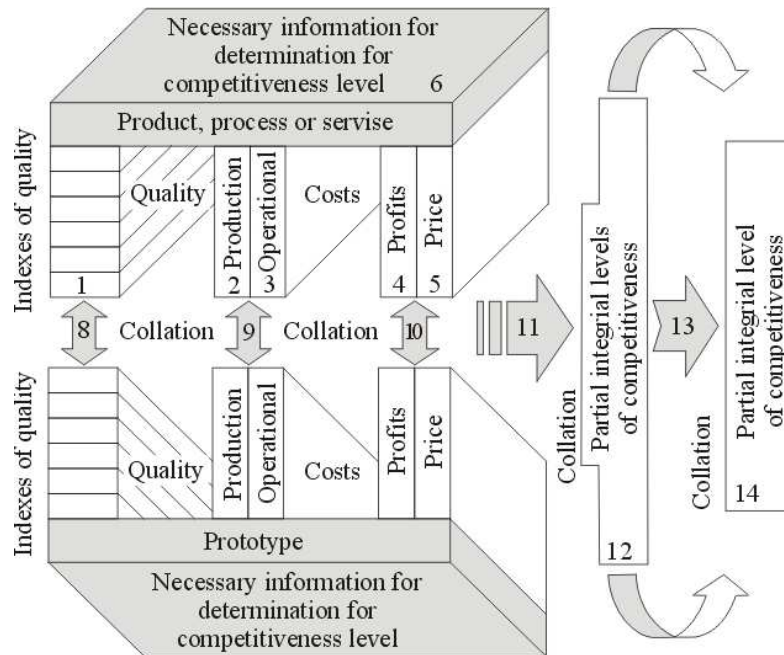 Necessary information for
determination for
competitiveness level 6
Product, process or servise
Indexes of quality
1
Quality
Production
2
Operational
3
Costs
Profits
4
Price
5
8
Collation
9
Collation
10
11
Collation
Partial integral levels
of competitiveness
12
13
Collation
Partial integral level
of competitiveness
14
Indexes of quality
Quality
Production
Operational
Costs
Profits
Price
Prototype
Necessary information for
determination for
competitiveness level